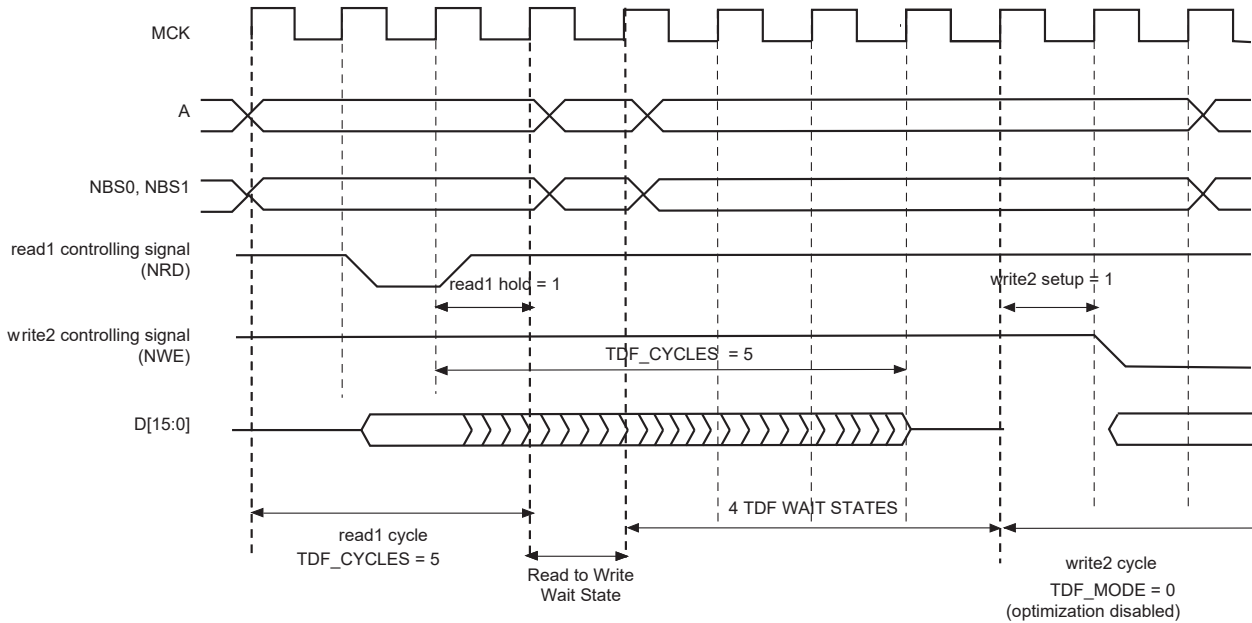 MCK
A
NBS0, NBS1
read1 controlling signal
(NRD)
read1 hold = 1
write2 setup = 1
write2 controlling signal
(NWE)
TDF_CYCLES = 5
D[15:0]
4 TDF WAIT STATES
read1 cycle
TDF_CYCLES = 5
Read to Write
Wait State
write2 cycle
TDF_MODE = 0
(optimization disabled)